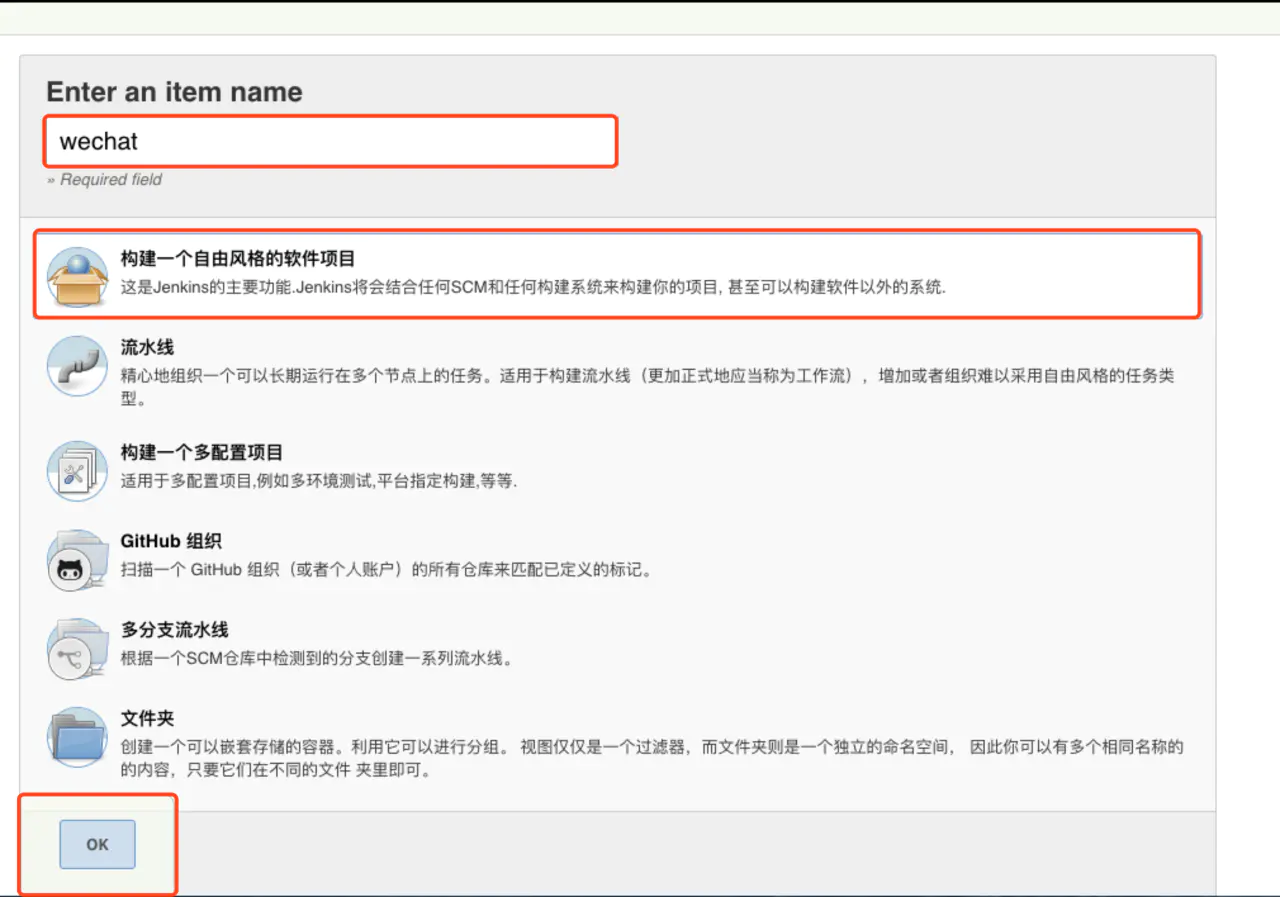 Enter an item name
wechat
» Required field
构建一个自由风格的软件项目
这是Jenkins的主要功能.Jenkins将会结合任何SCM和任何构建系统来构建你的项目, 甚至可以构建软件以外的系统.
流水线
精心地组织一个可以长期运行在多个节点上的任务。适用于构建流水线（更加正式地应当称为工作流），增加或者组织难以采用自由风格的任务类
型。
构建一个多配置项目
适用于多配置项目,例如多环境测试,平台指定构建,等等.
GitHub 组织
扫描一个 GitHub 组织（或者个人账户）的所有仓库来匹配已定义的标记。
多分支流水线
根据一个SCM仓库中检测到的分支创建一系列流水线。
文件夹
创建一个可以嵌套存储的容器。利用它可以进行分组。 视图仅仅是一个过滤器，而文件夹则是一个独立的命名空间， 因此你可以有多个相同名称的
的内容，只要它们在不同的文件 夹里即可。
OK